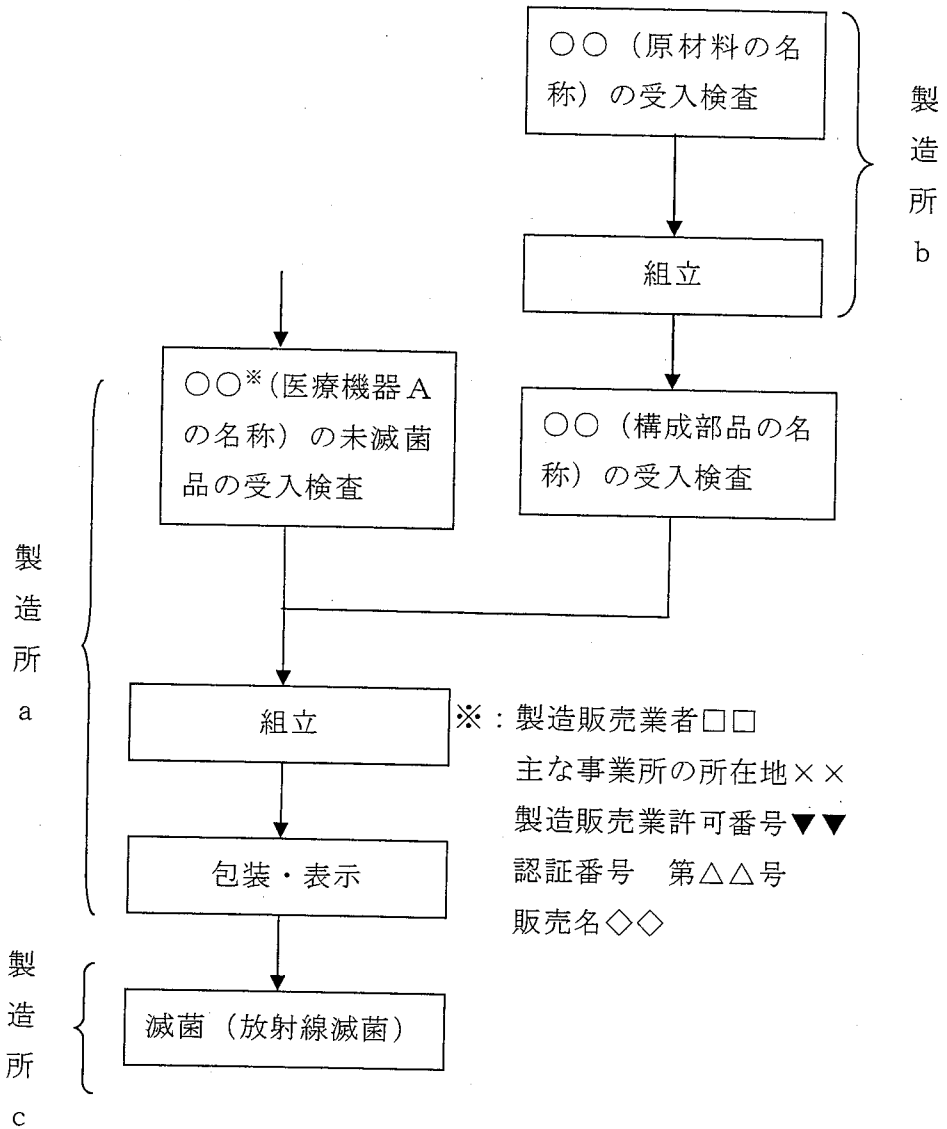 ○○（原材料の名
称）の受入検査
製造所b
組立
○○※(医療機器A
の名称）の未滅菌
品の受入検査
○○（構成部品の名
称）の受入検査
製造所a
組立
※：製造販売業者□□
主な事業所の所在地××
製造販売業許可番号▼▼
認証番号　第△△号
販売名◇◇
包装・表示
製造所c
滅菌（放射線滅菌）